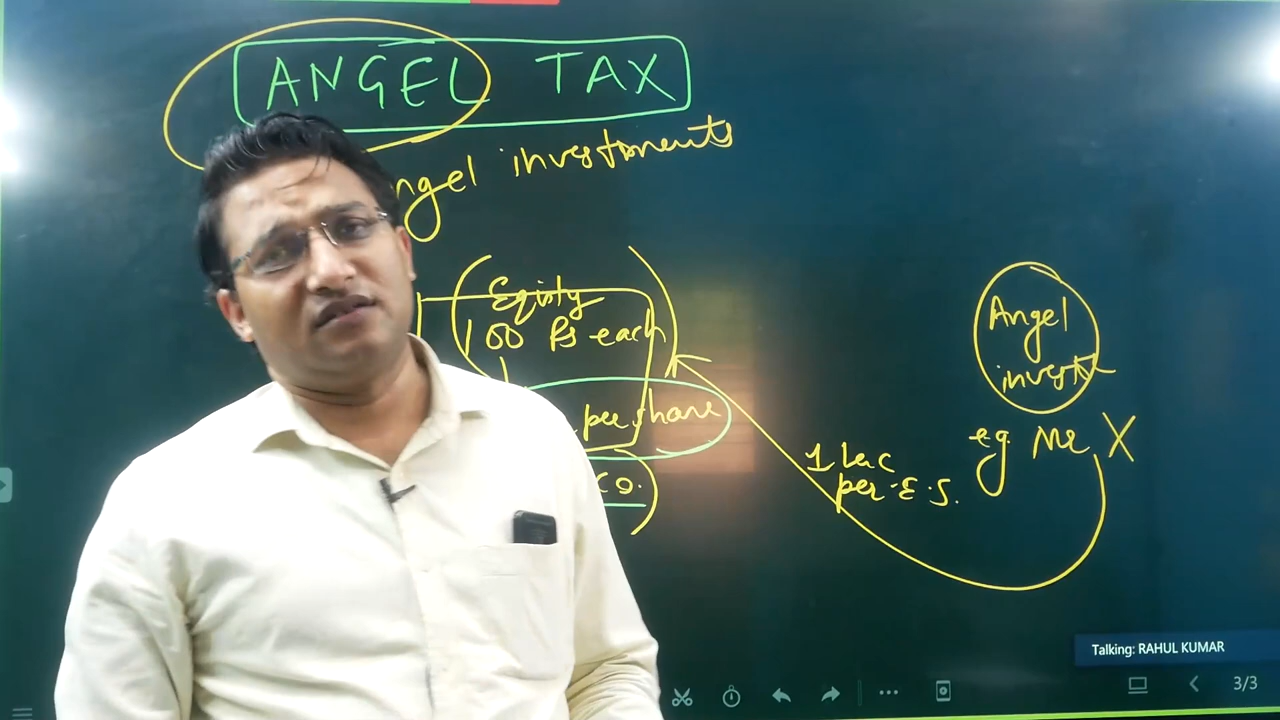 ANGEL TAX
ngel investments
Equity
100 Rs each
per share
co.
Angel
investor
eg Mr X
1 Lac
per E.S.
Talking: RAHUL KUMAR
3/3